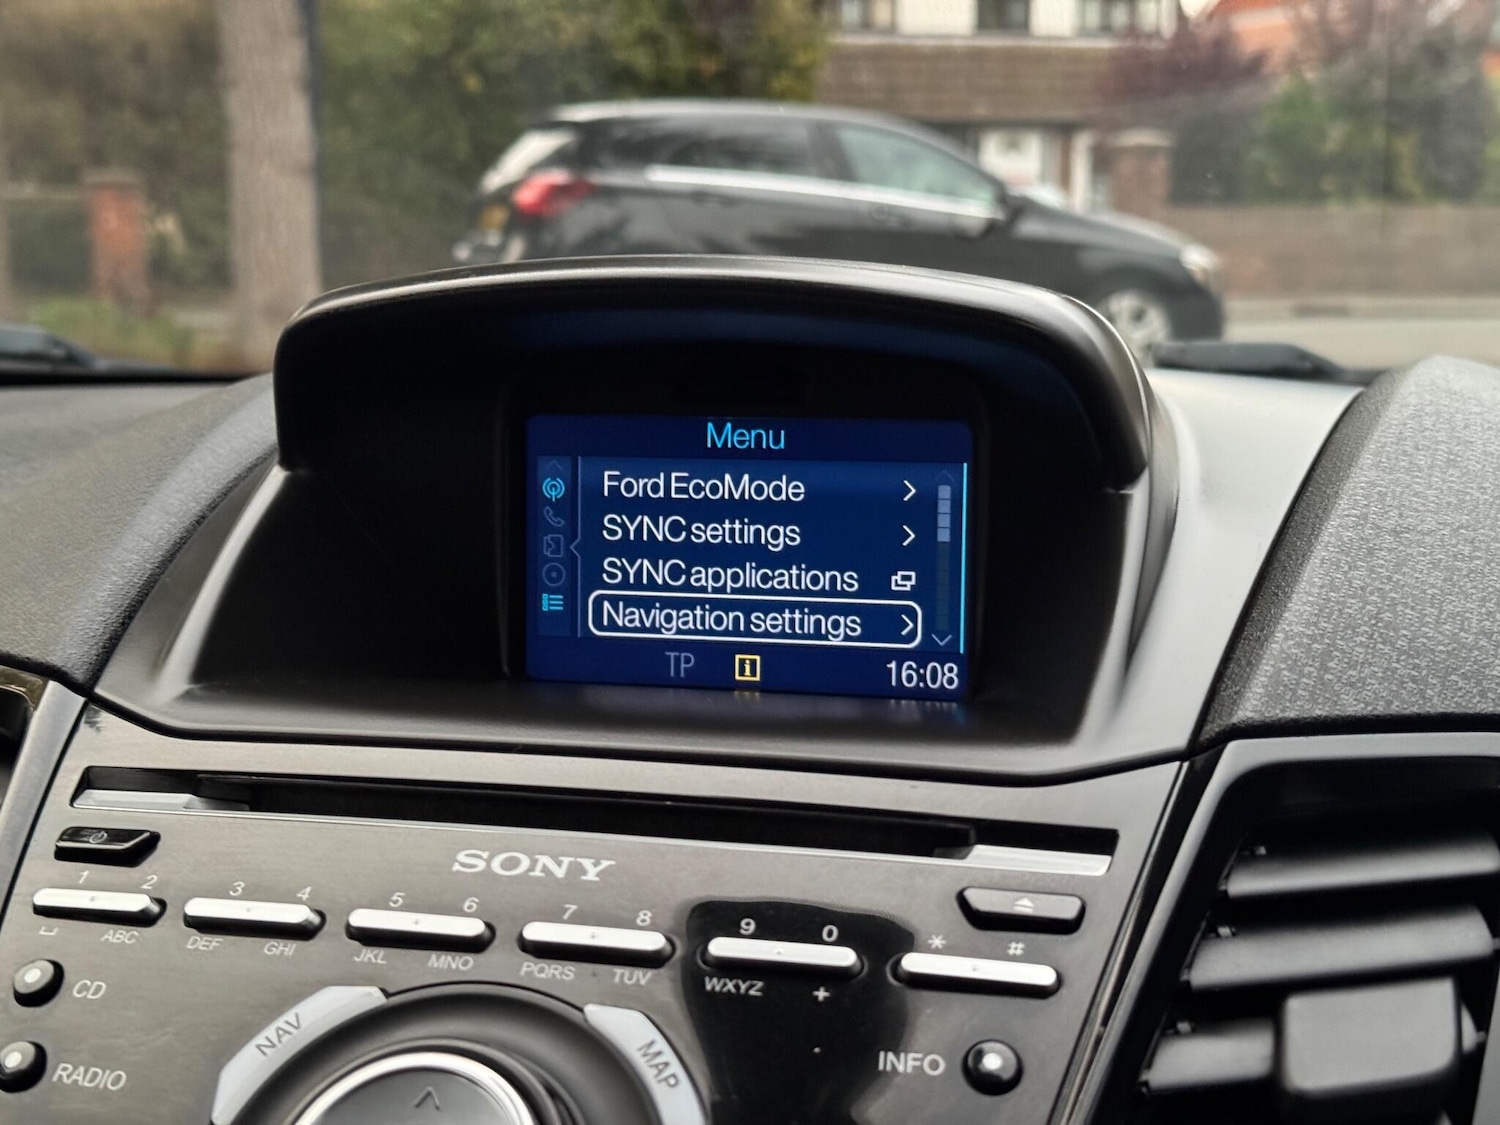 Menu
Ford EcoMode
SYNC settings
SYNC applications
Navigation settings
TP i 16:08
SONY
1 2 3 4 5 6 7 8 9 0 * #
ABC DEF GHI JKL MNO PQRS TUV WXYZ +
CD
NAV
MAP
RADIO
INFO